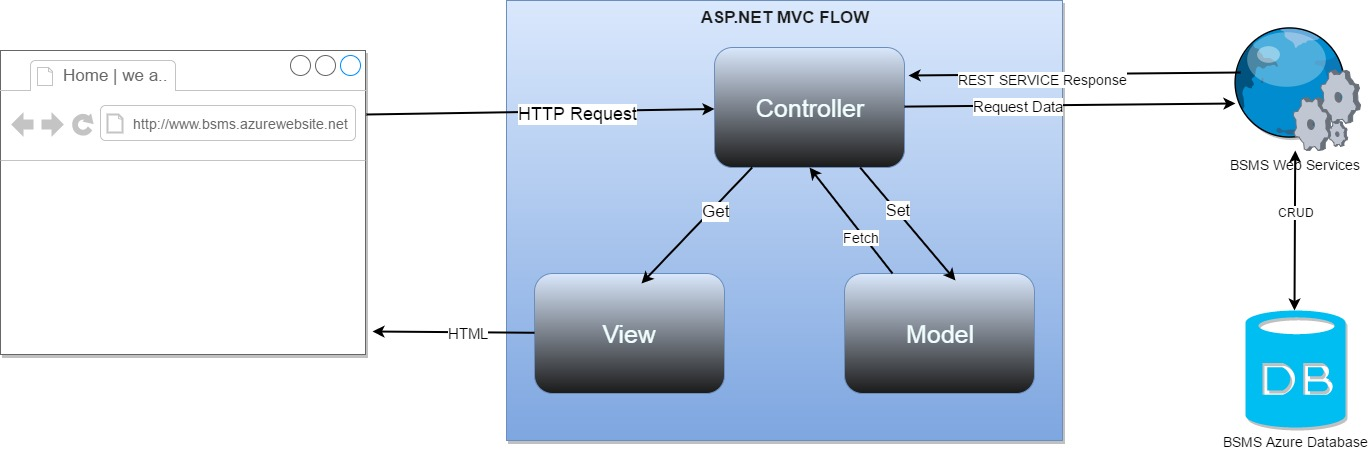 ASP.NET MVC FLOW
Home | we a..
http://www.bsms.azurewebsite.net
HTTP Request
Controller
REST SERVICE Response
Request Data
BSMS Web Services
Get
Set
Fetch
CRUD
HTML
View
Model
DB
BSMS Azure Database